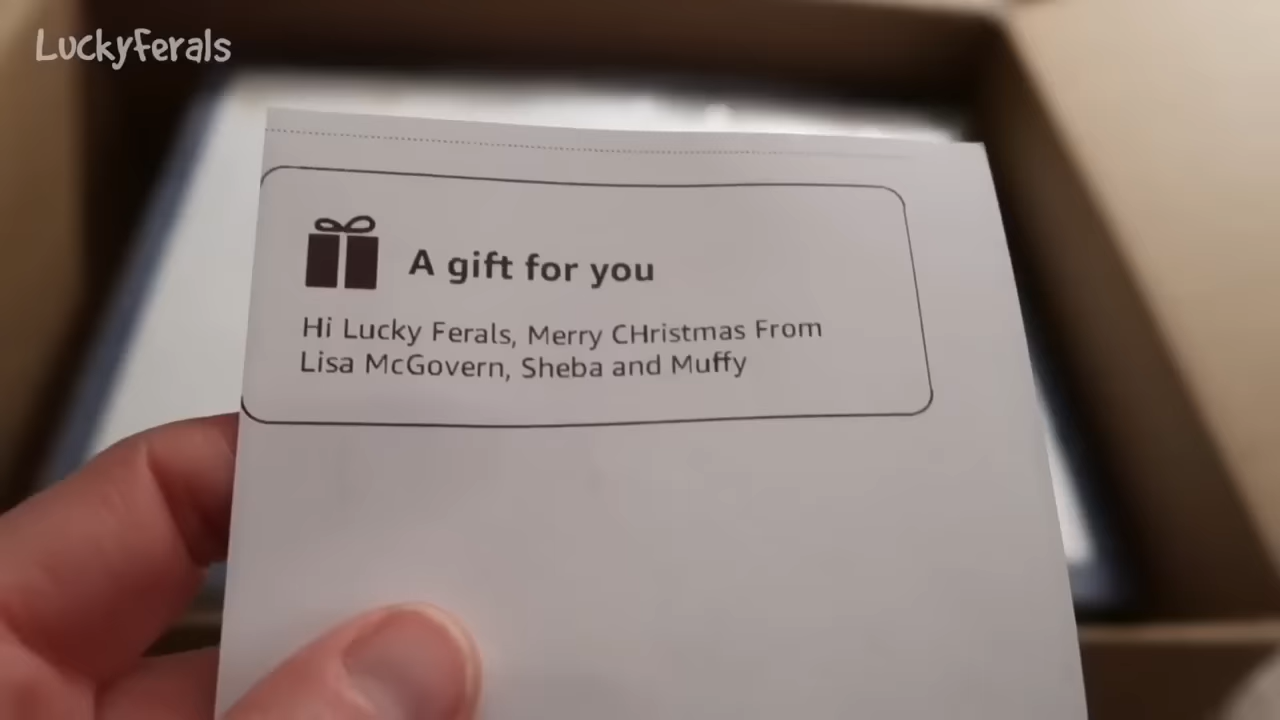 LuckyFerals
A gift for you
Hi Lucky Ferals, Merry CHristmas From
Lisa McGovern, Sheba and Muffy